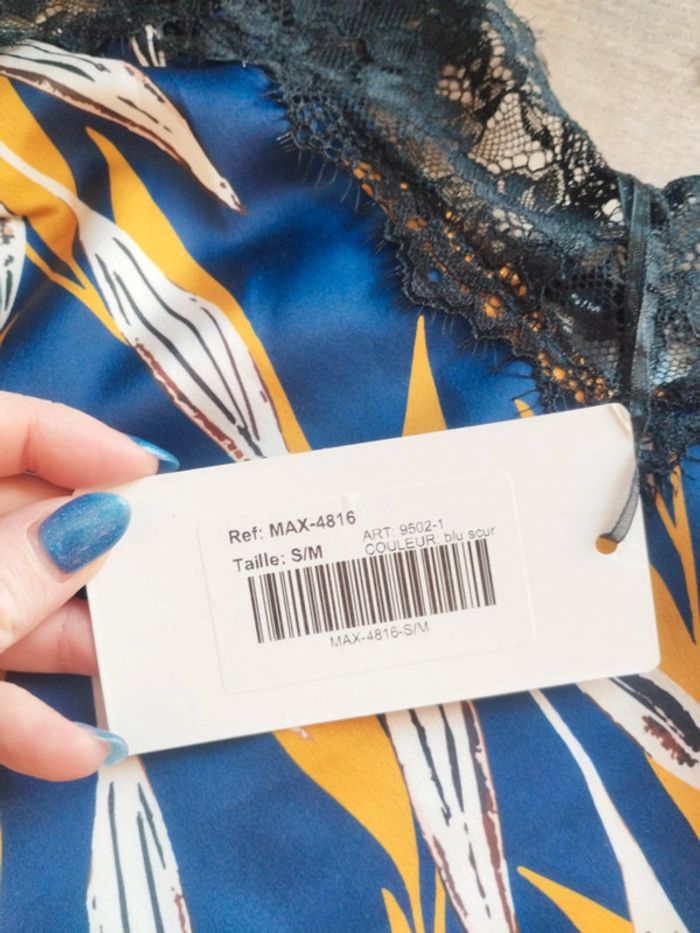 Ref: MAX-4816
ART: 9502-1
Taille: S/M
COULEUR: blu scur
MAX-4816-S/M